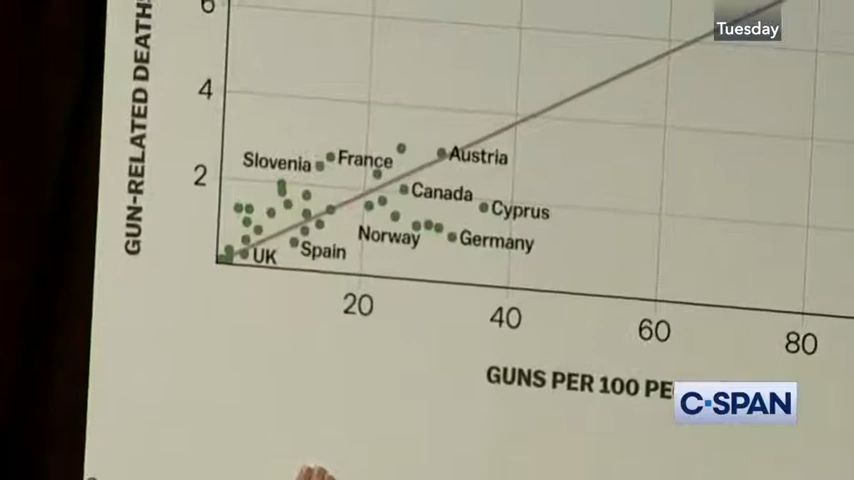 Tuesday
6
GUN-RELATED DEATHS
4
2
Slovenia
France
Austria
Canada
Cyprus
Norway
Germany
Spain
UK
20
40
60
80
GUNS PER 100 PE
C-SPAN